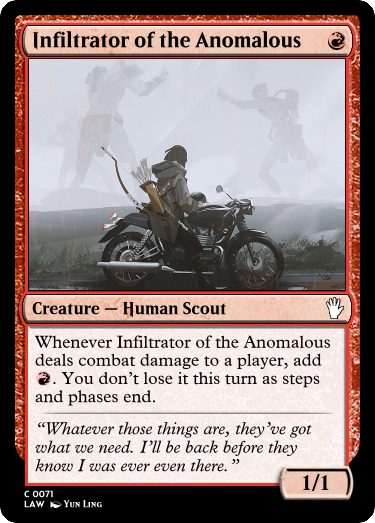 Infiltrator of the Anomalous
Creature — Human Scout
Whenever Infiltrator of the Anomalous
deals combat damage to a player, add
. You don't lose it this turn as steps
and phases end.
"Whatever those things are, they've got
what we need. I'll be back before they
know I was ever even there."
1/1
C 0071
LAW Yun Ling